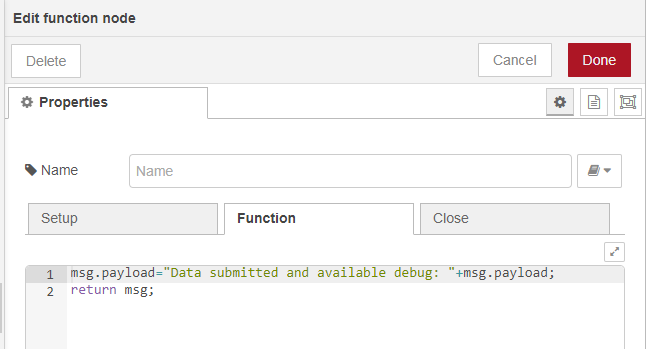 Edit function node
Delete
Cancel
Done
Properties
Name
Name
Setup
Function
Close
1 msg.payload="Data submitted and available debug: "+msg.payload;
2 return msg;